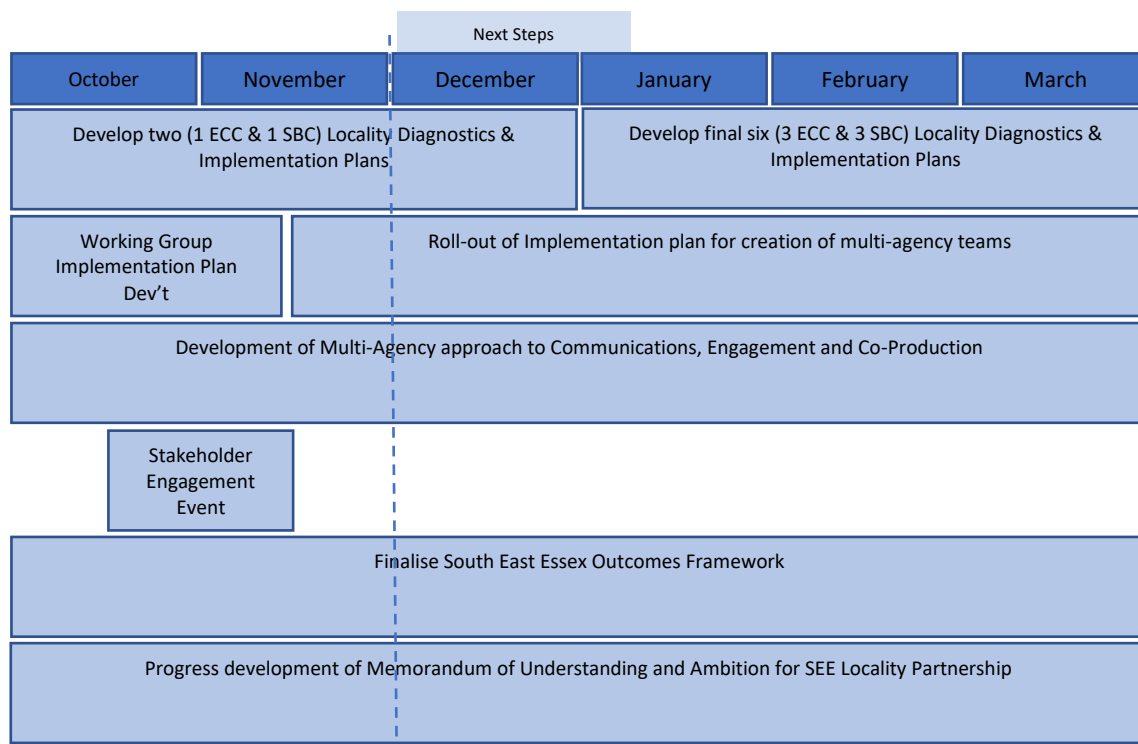 Next Steps
October
November
December
January
February
March
Develop two (1 ECC & 1 SBC) Locality Diagnostics &
Implementation Plans
Develop final six (3 ECC & 3 SBC) Locality Diagnostics &
Implementation Plans
Working Group
Implementation Plan
Dev’t
Roll-out of Implementation plan for creation of multi-agency teams
Development of Multi-Agency approach to Communications, Engagement and Co-Production
Stakeholder
Engagement
Event
Finalise South East Essex Outcomes Framework
Progress development of Memorandum of Understanding and Ambition for SEE Locality Partnership